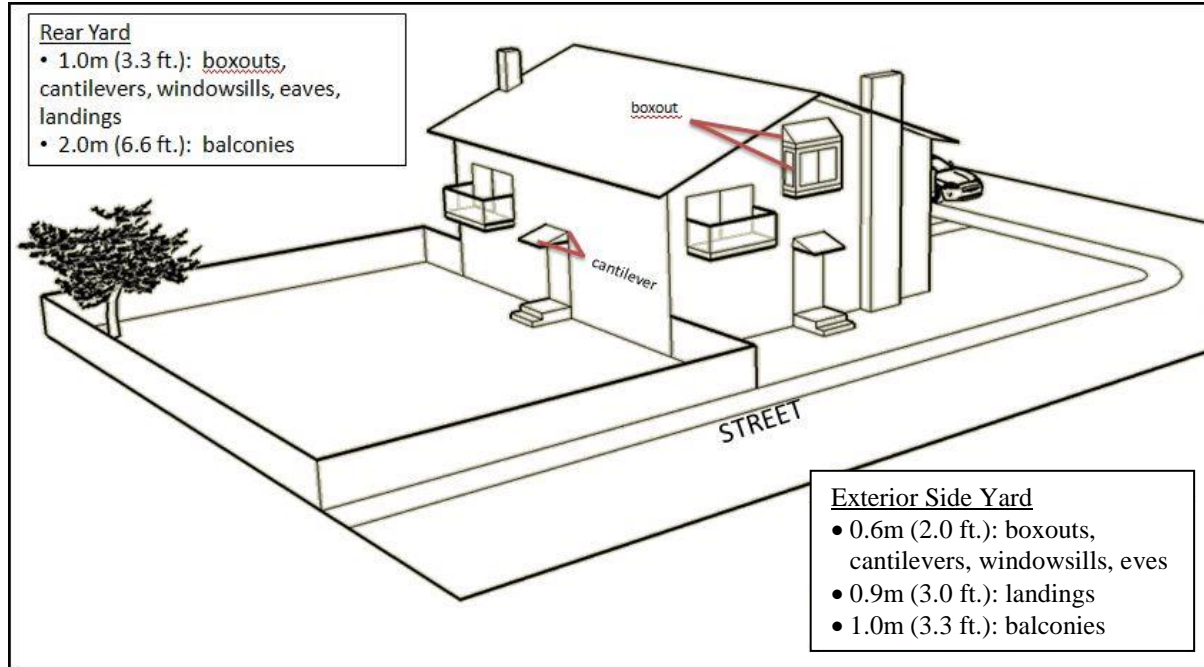 Rear Yard
• 1.0m (3.3 ft.): boxouts,
cantilevers, windowsills, eaves,
landings
• 2.0m (6.6 ft.): balconies
boxout
cantilever
STREET
Exterior Side Yard
• 0.6m (2.0 ft.): boxouts,
cantilevers, windowsills, eves
• 0.9m (3.0 ft.): landings
• 1.0m (3.3 ft.): balconies